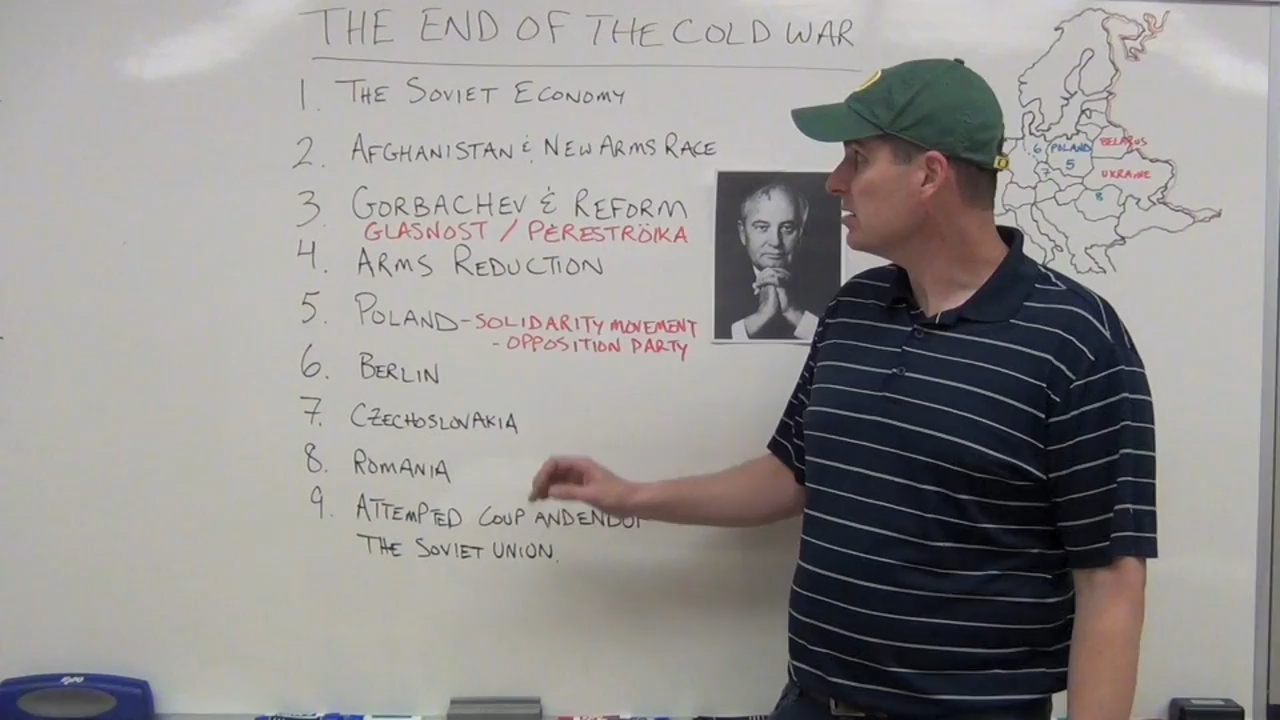 THE END OF THE COLD WAR
1. THE SOVIET ECONOMY
2. AFGHANISTAN & NEW ARMS RACE
3. GORBACHEV & REFORM
GLASNOST / PERESTRÖIKA
4. ARMS REDUCTION
5. POLAND - SOLIDARITY MOVEMENT
- OPPOSITION PARTY
6. BERLIN
7. CZECHOSLOVAKIA
8. ROMANIA
9. ATTEMPTED COUP AND END OF
THE SOVIET UNION.
6 POLAND BELARUS
5
7 UKRAINE
8